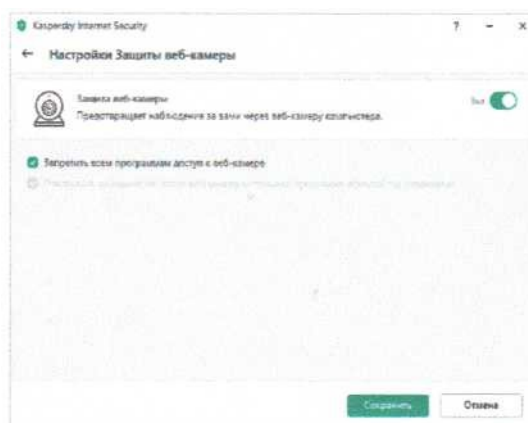 Kaspersky Internet Security ? – ×
← Настройки Защиты веб-камеры
Защита веб-камеры
Предотвращает наблюдение за вами через веб-камеру компьютера.
Запретить всем программам доступ к веб-камере
Сохранить Отмена